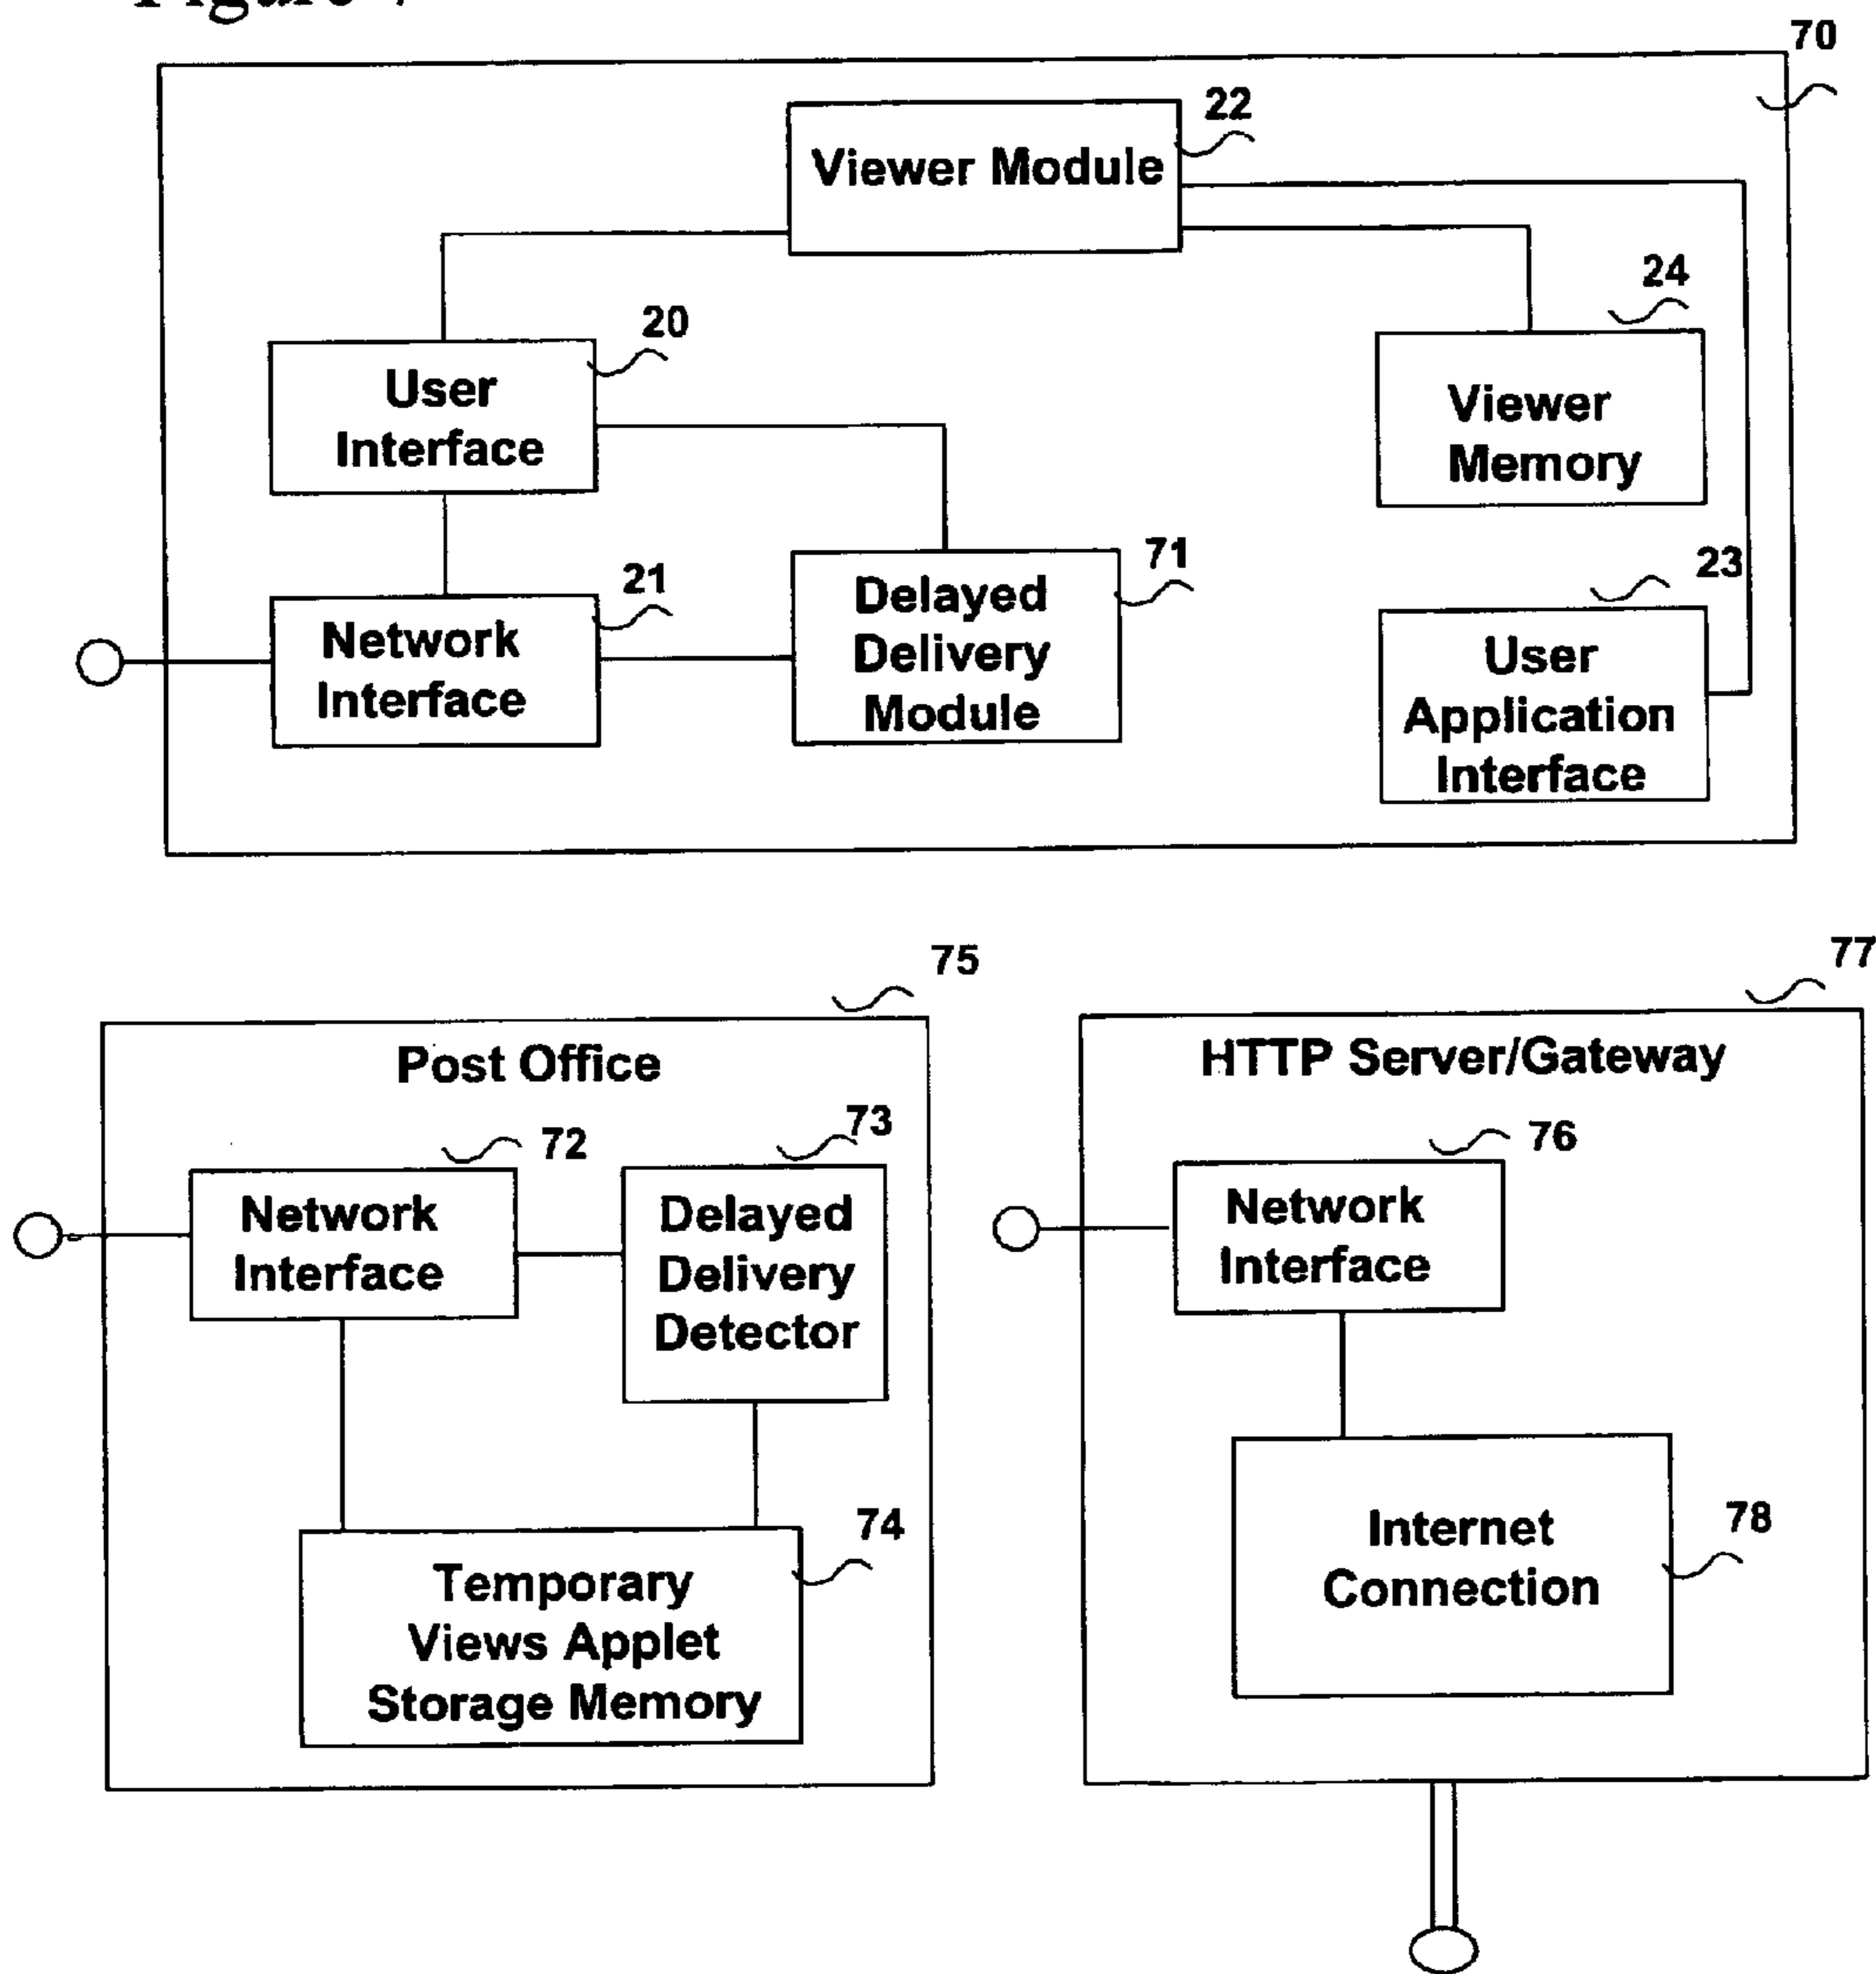 70
22
Viewer Module
24
20
User
Interface
Viewer
Memory
71
23
21
Delayed
Delivery
Module
Network
Interface
User
Application
Interface
75
77
Post Office
HTTP Server/Gateway
73
72
76
Network
Interface
Delayed
Delivery
Detector
Network
Interface
74
78
Temporary
Views Applet
Storage Memory
Internet
Connection